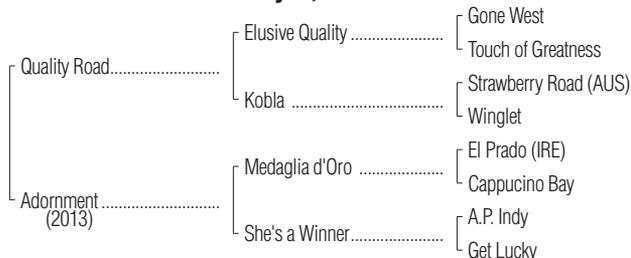 Gone West
Elusive Quality
Touch of Greatness
Quality Road
Strawberry Road (AUS)
Kobla
Winglet
El Prado (IRE)
Medaglia d'Oro
Cappucino Bay
Adornment
(2013)
A.P. Indy
She's a Winner
Get Lucky